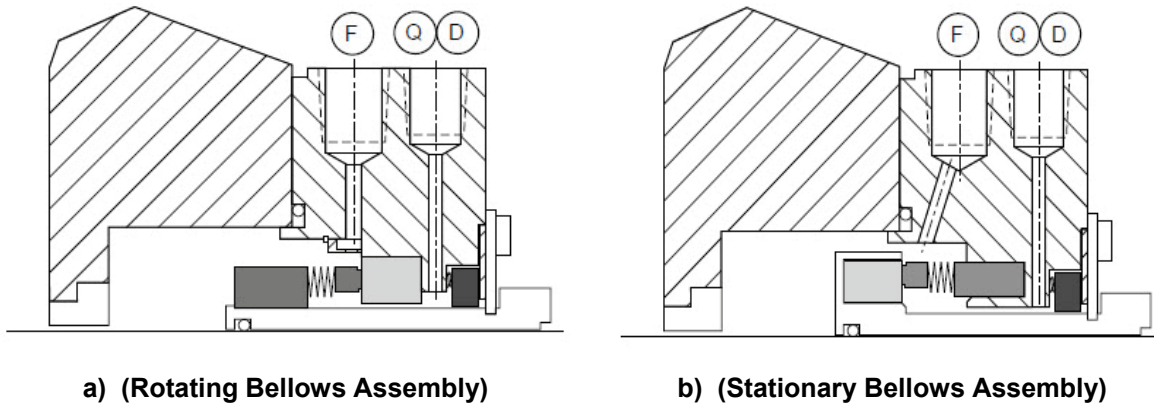 F Q D F Q D
a) (Rotating Bellows Assembly) b) (Stationary Bellows Assembly)